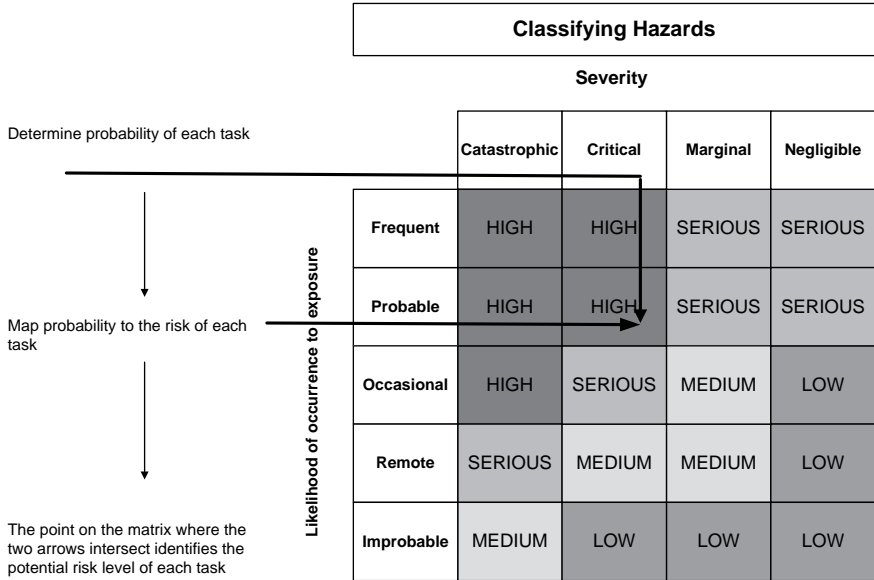 Classifying Hazards
Severity
Determine probability of each task
Catastrophic Critical Marginal Negligible
Frequent HIGH HIGH SERIOUS SERIOUS
Likelihood of occurrence to exposure
Probable HIGH HIGH SERIOUS SERIOUS
Map probability to the risk of each
task
Occasional HIGH SERIOUS MEDIUM LOW
Remote SERIOUS MEDIUM MEDIUM LOW
Improbable MEDIUM LOW LOW LOW
The point on the matrix where the
two arrows intersect identifies the
potential risk level of each task